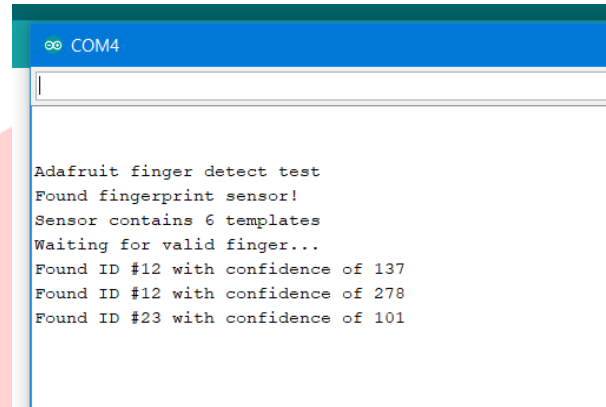 COM4
Adafruit finger detect test
Found fingerprint sensor!
Sensor contains 6 templates
Waiting for valid finger...
Found ID #12 with confidence of 137
Found ID #12 with confidence of 278
Found ID #23 with confidence of 101